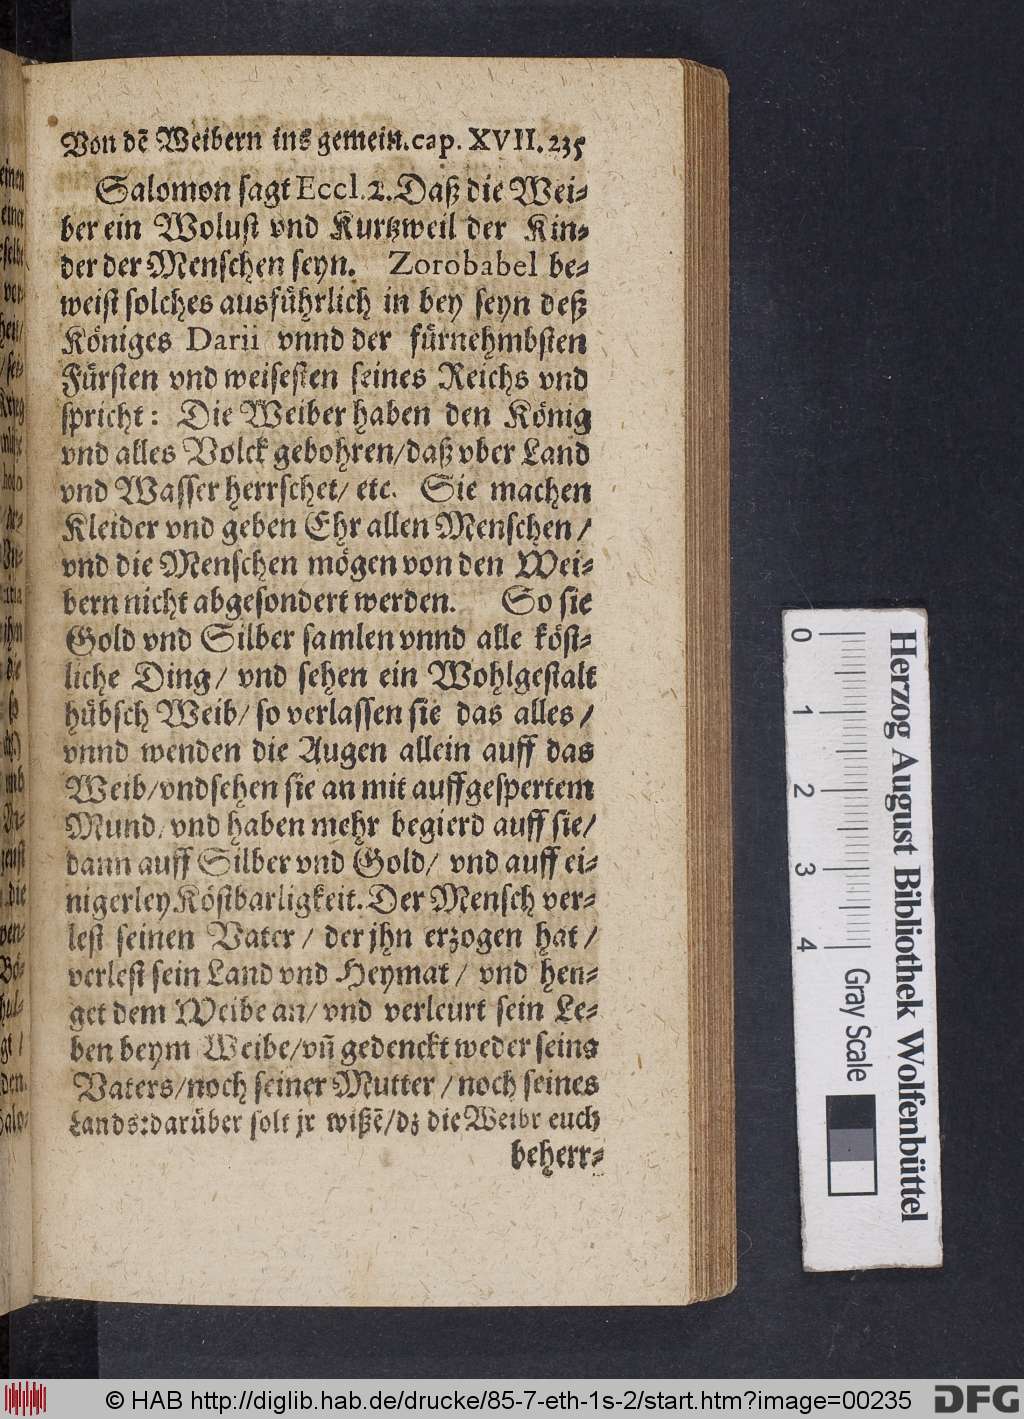 Von dē Weibern ins gemein. cap. XVII. 235
Salomon sagt Eccl. 2. Daß die Wei-
ber ein Wolust vnd Kurtzweil der Kin-
der der Menschen seyn. Zorobabel be-
weist solches ausführlich in bey seyn deß
Königes Darii vnnd der fürnehmbsten
Fürsten vnd weisesten seines Reichs vnd
spricht: Die Weiber haben den König
vnd alles Volck gebohren/daß vber Land
vnd Wasser herrschet/ etc. Sie machen
Kleider vnd geben Ehr allen Menschen/
vnd die Menschen mögen von den Wei-
bern nicht abgesondert werden. So sie
Gold vnd Silber samlen vnnd alle köst-
liche Ding/ vnd sehen ein Wohlgestalt
hübsch Weib/ so verlassen sie das alles/
vnnd wenden die Augen allein auff das
Weib/vnd sehen sie an mit auffgespertem
Mund/ vnd haben mehr begierd auff sie/
dann auff Silber vnd Gold/ vnd auff ei-
nigerley Köstbarligkeit. Der Mensch ver-
lest seinen Vater/ der jhn erzogen hat/
verlest sein Land vnd Heymat/ vnd hen-
get dem Weibe an/ vnd verleurt sein Le-
ben beym Weibe/vñ gedenckt weder seins
Vaters/noch seiner Mutter/noch seines
Lands: darüber solt jr wißē/dz die Weibr euch
beherr-
Herzog August Bibliothek Wolfenbüttel
0 1 2 3 4 Gray Scale
© HAB http://diglib.hab.de/drucke/85-7-eth-1s-2/start.htm?image=00235
DFG